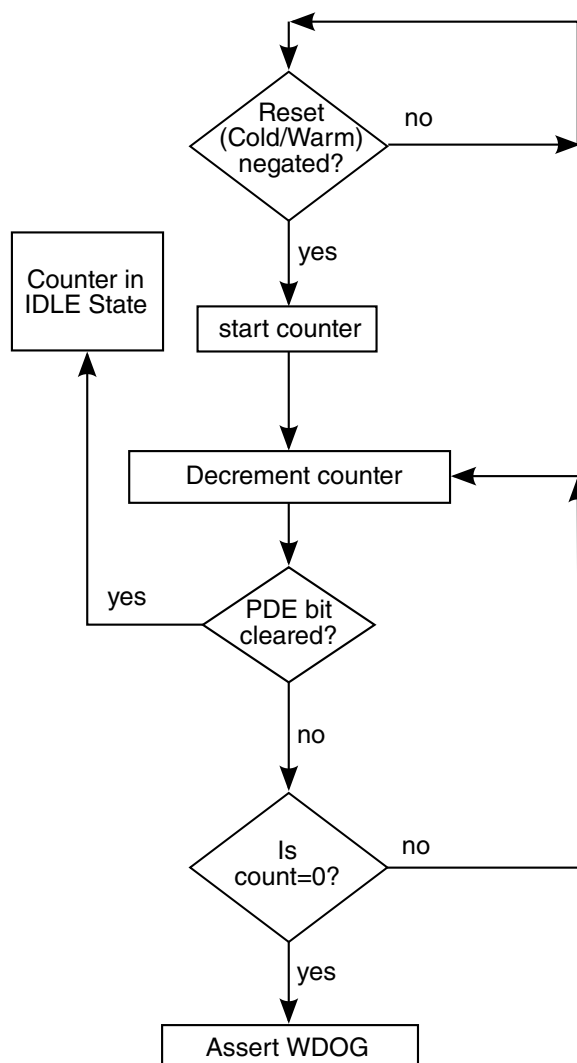 Reset
(Cold/Warm)
negated?
no
yes
Counter in
IDLE State
start counter
Decrement counter
yes
PDE bit
cleared?
no
Is
count=0?
no
yes
Assert WDOG